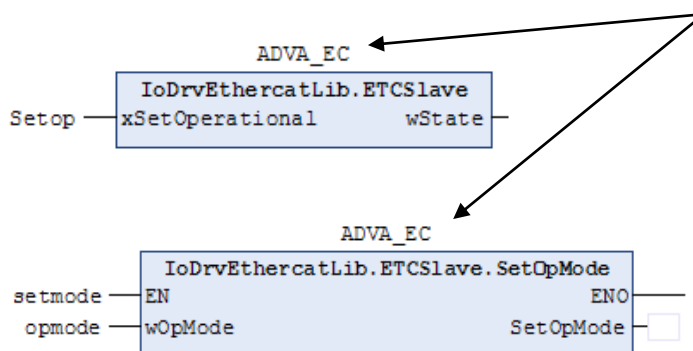 ADVA_EC
IoDrvEthercatLib.ETCSlave
Setop xSetOperational wState
ADVA_EC
IoDrvEthercatLib.ETCSlave.SetOpMode
setmode EN ENO
opmode wOpMode SetOpMode